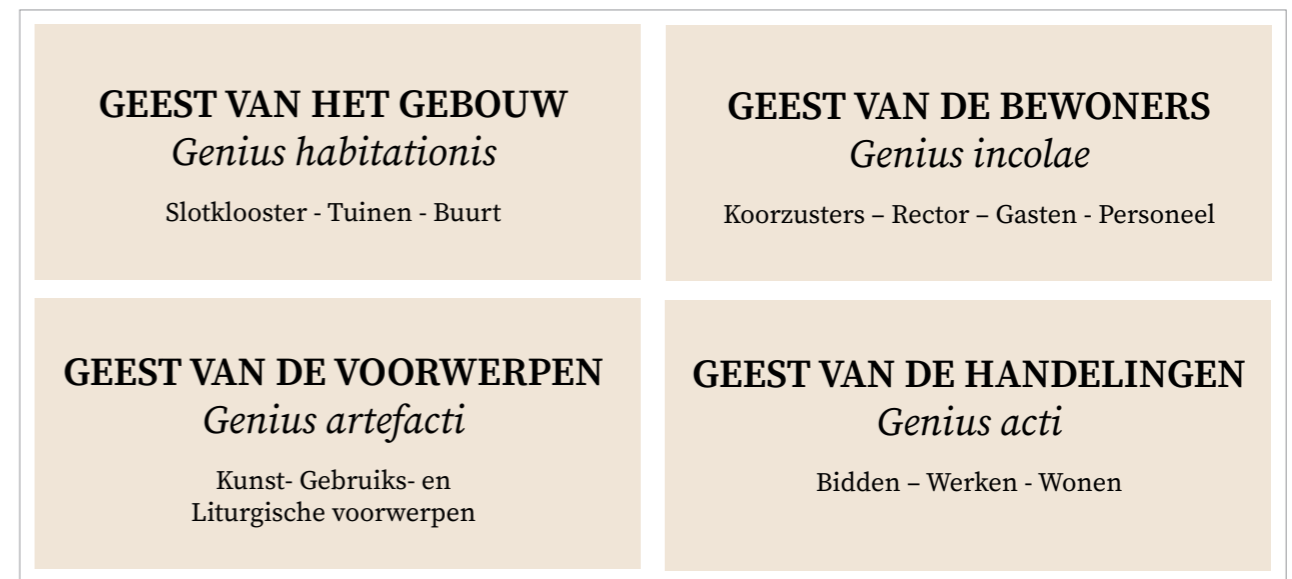 GEEST VAN HET GEBOUW
Genius habitationis
Slotklooster - Tuinen - Buurt
GEEST VAN DE BEWONERS
Genius incolae
Koorzusters – Rector – Gasten - Personeel
GEEST VAN DE VOORWERPEN
Genius artefacti
Kunst- Gebruiks- en
Liturgische voorwerpen
GEEST VAN DE HANDELINGEN
Genius acti
Bidden – Werken - Wonen